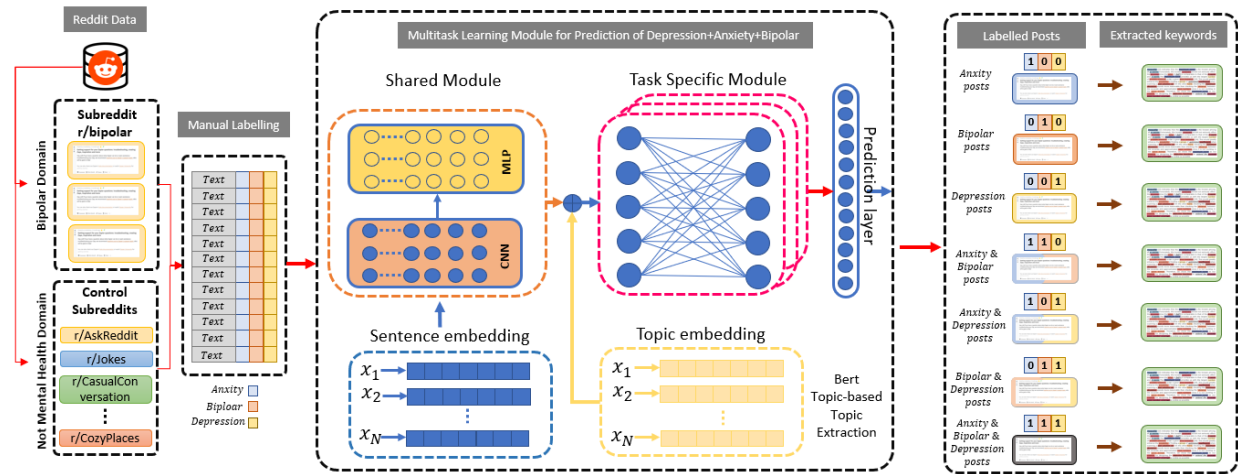 Reddit Data
Bipolar Domain
Subreddit
r/bipolar
Not Mental Health Domain
Control
Subreddits
r/AskReddit
r/Jokes
r/CasualCon
versation
r/CozyPlaces
Manual Labelling
Text
Text
Text
Text
Text
Text
Text
Text
Text
Text
Text
Text
Anxity
Biploar
Depression
Multitask Learning Module for Prediction of Depression+Anxiety+Bipolar
Shared Module
MLP
CNN
Sentence embedding
x1
x2
xN
Task Specific Module
Topic embedding
x1
x2
xN
Prediction layer
Bert
Topic-based
Topic
Extraction
Labelled Posts
Extracted keywords
1 0 0
Anxity
posts
0 1 0
Bipolar
posts
0 0 1
Depression
posts
1 1 0
Anxity &
Bipolar
posts
1 0 1
Anxity &
Depression
posts
0 1 1
Bipolar &
Depression
posts
1 1 1
Anxity &
Bipolar &
Depression
posts